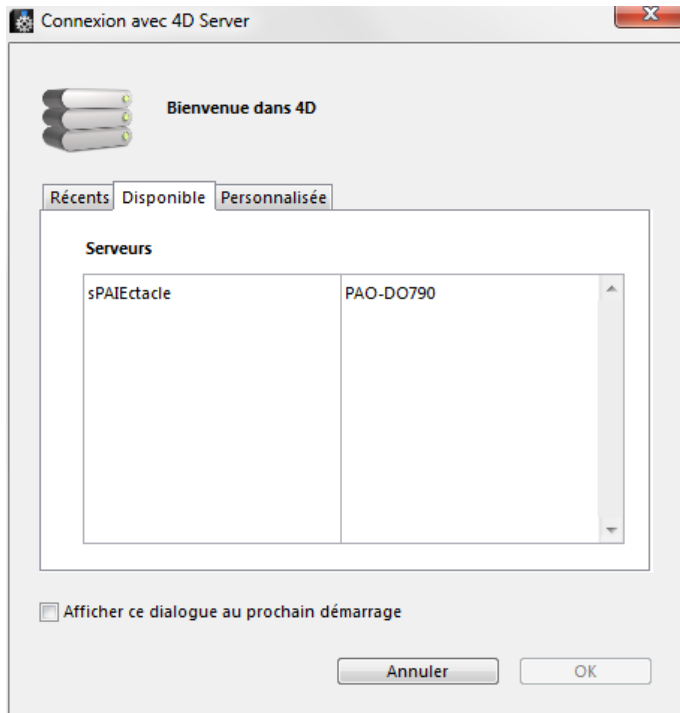 Connexion avec 4D Server
Bienvenue dans 4D
Récents Disponible Personnalisée
Serveurs
sPAIEctacle PAO-DO790
Afficher ce dialogue au prochain démarrage
Annuler OK